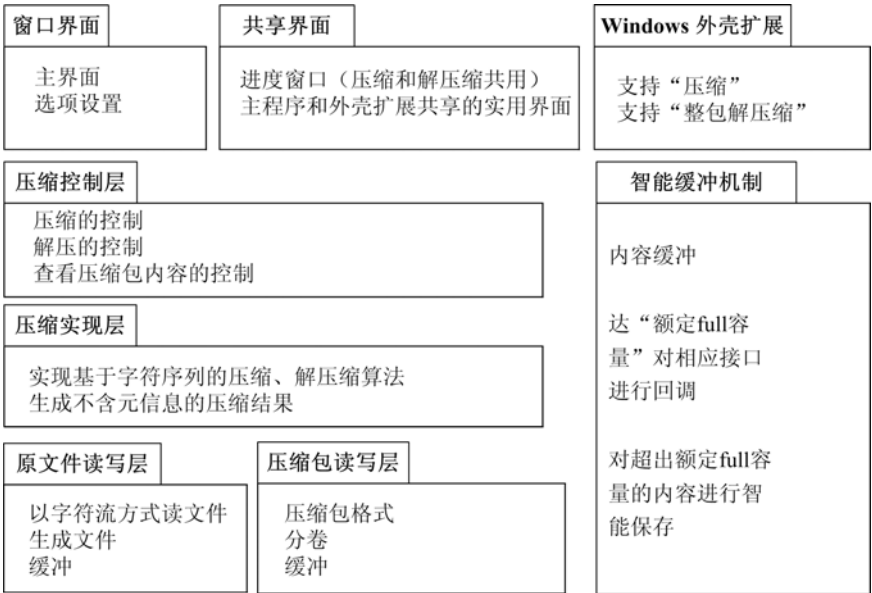 窗口界面
主界面
选项设置
共享界面
进度窗口（压缩和解压缩共用）
主程序和外壳扩展共享的实用界面
Windows 外壳扩展
支持“压缩”
支持“整包解压缩”
压缩控制层
压缩的控制
解压的控制
查看压缩包内容的控制
压缩实现层
实现基于字符序列的压缩、解压缩算法
生成不含元信息的压缩结果
原文件读写层
以字符流方式读文件
生成文件
缓冲
压缩包读写层
压缩包格式
分卷
缓冲
智能缓冲机制
内容缓冲
达“额定full容
量”对相应接口
进行回调
对超出额定full容
量的内容进行智
能保存